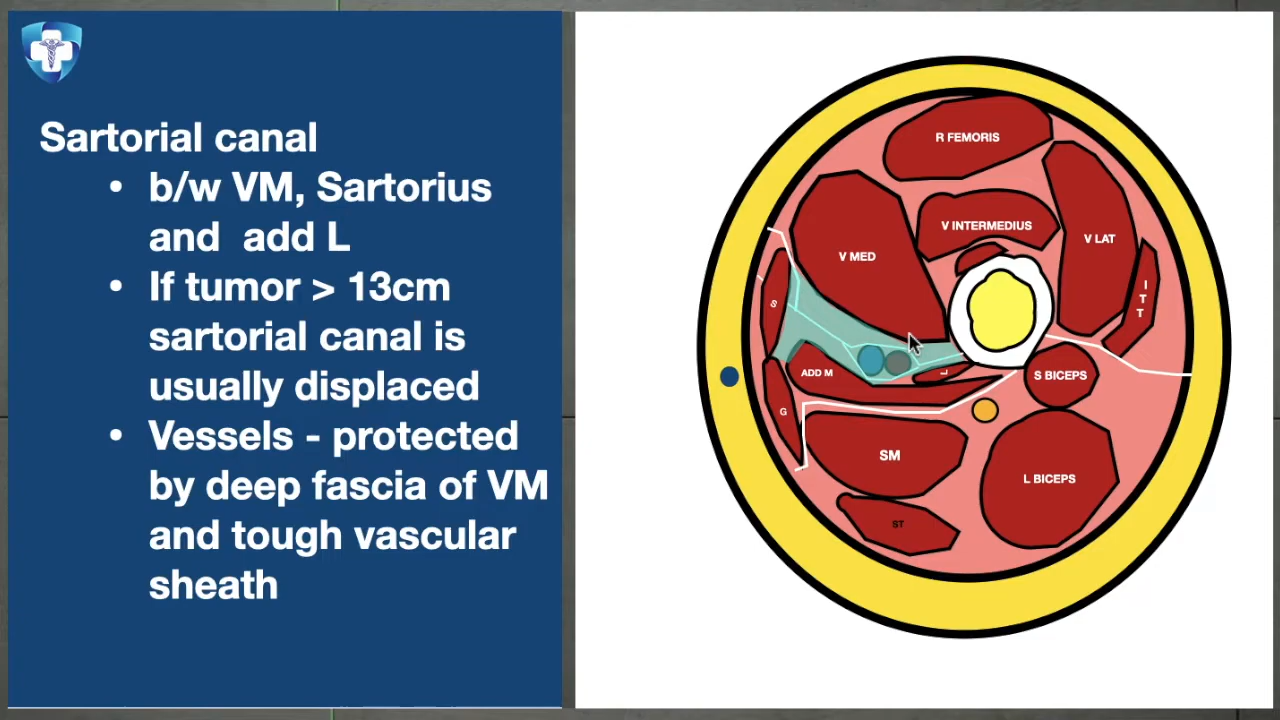 Sartorial canal
• b/w VM, Sartorius
and add L
• If tumor > 13cm
sartorial canal is
usually displaced
• Vessels - protected
by deep fascia of VM
and tough vascular
sheath
R FEMORIS
V INTERMEDIUS
V LAT
V MED
I
T
T
S
ADD M
L
S BICEPS
G
SM
L BICEPS
ST